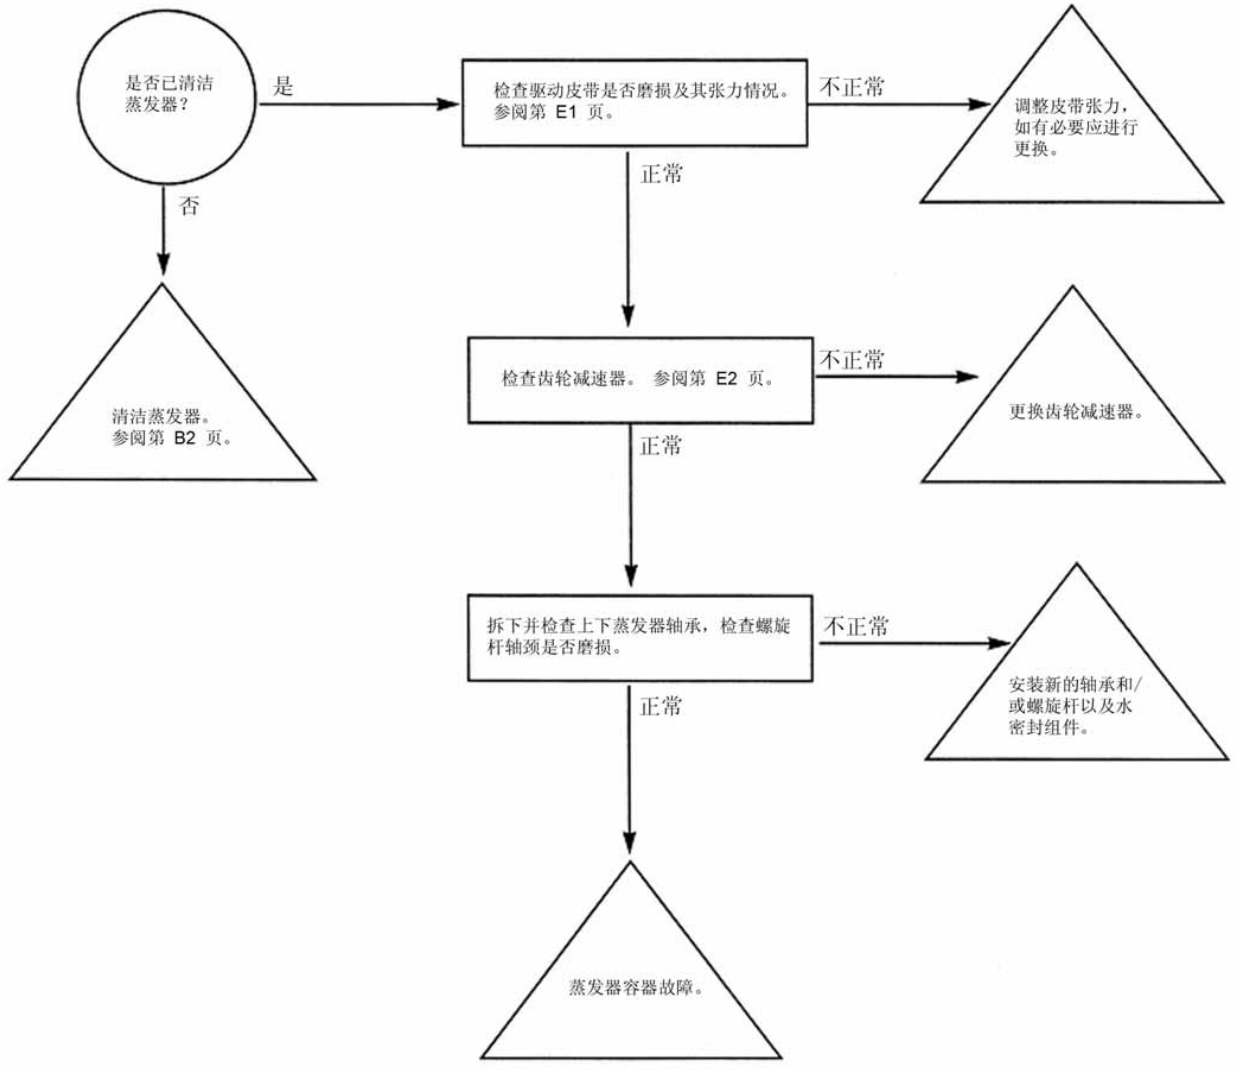 是否已清洁
蒸发器？
是
检查驱动皮带是否磨损及其张力情况。
参阅第 E1 页。
不正常
调整皮带张力，
如有必要应进行
更换。
否
正常
清洁蒸发器。
参阅第 B2 页。
检查齿轮减速器。 参阅第 E2 页。
不正常
更换齿轮减速器。
正常
拆下并检查上下蒸发器轴承，检查螺旋
杆轴颈是否磨损。
不正常
安装新的轴承和/
或螺旋杆以及水
密封组件。
正常
蒸发器容器故障。